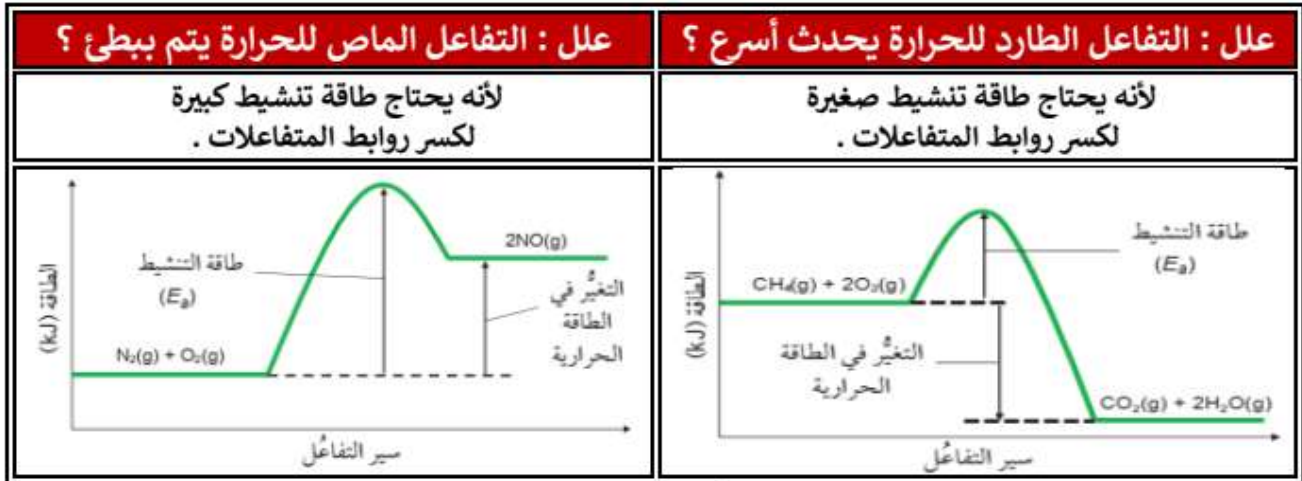 علل : التفاعل الطارد للحرارة يحدث أسرع ؟
لأنه يحتاج طاقة تنشيط صغيرة
لكسر روابط المتفاعلات .
الطاقة (kJ)
CH₄(g) + 2O₂(g)
طاقة التنشيط
(Eₐ)
التغيُّر في الطاقة
الحرارية
CO₂(g) + 2H₂O(g)
سير التفاعُل
علل : التفاعل الماص للحرارة يتم ببطئ ؟
لأنه يحتاج طاقة تنشيط كبيرة
لكسر روابط المتفاعلات .
الطاقة (kJ)
طاقة التنشيط
(Eₐ)
2NO(g)
التغيُّر في
الطاقة
الحرارية
N₂(g) + O₂(g)
سير التفاعُل